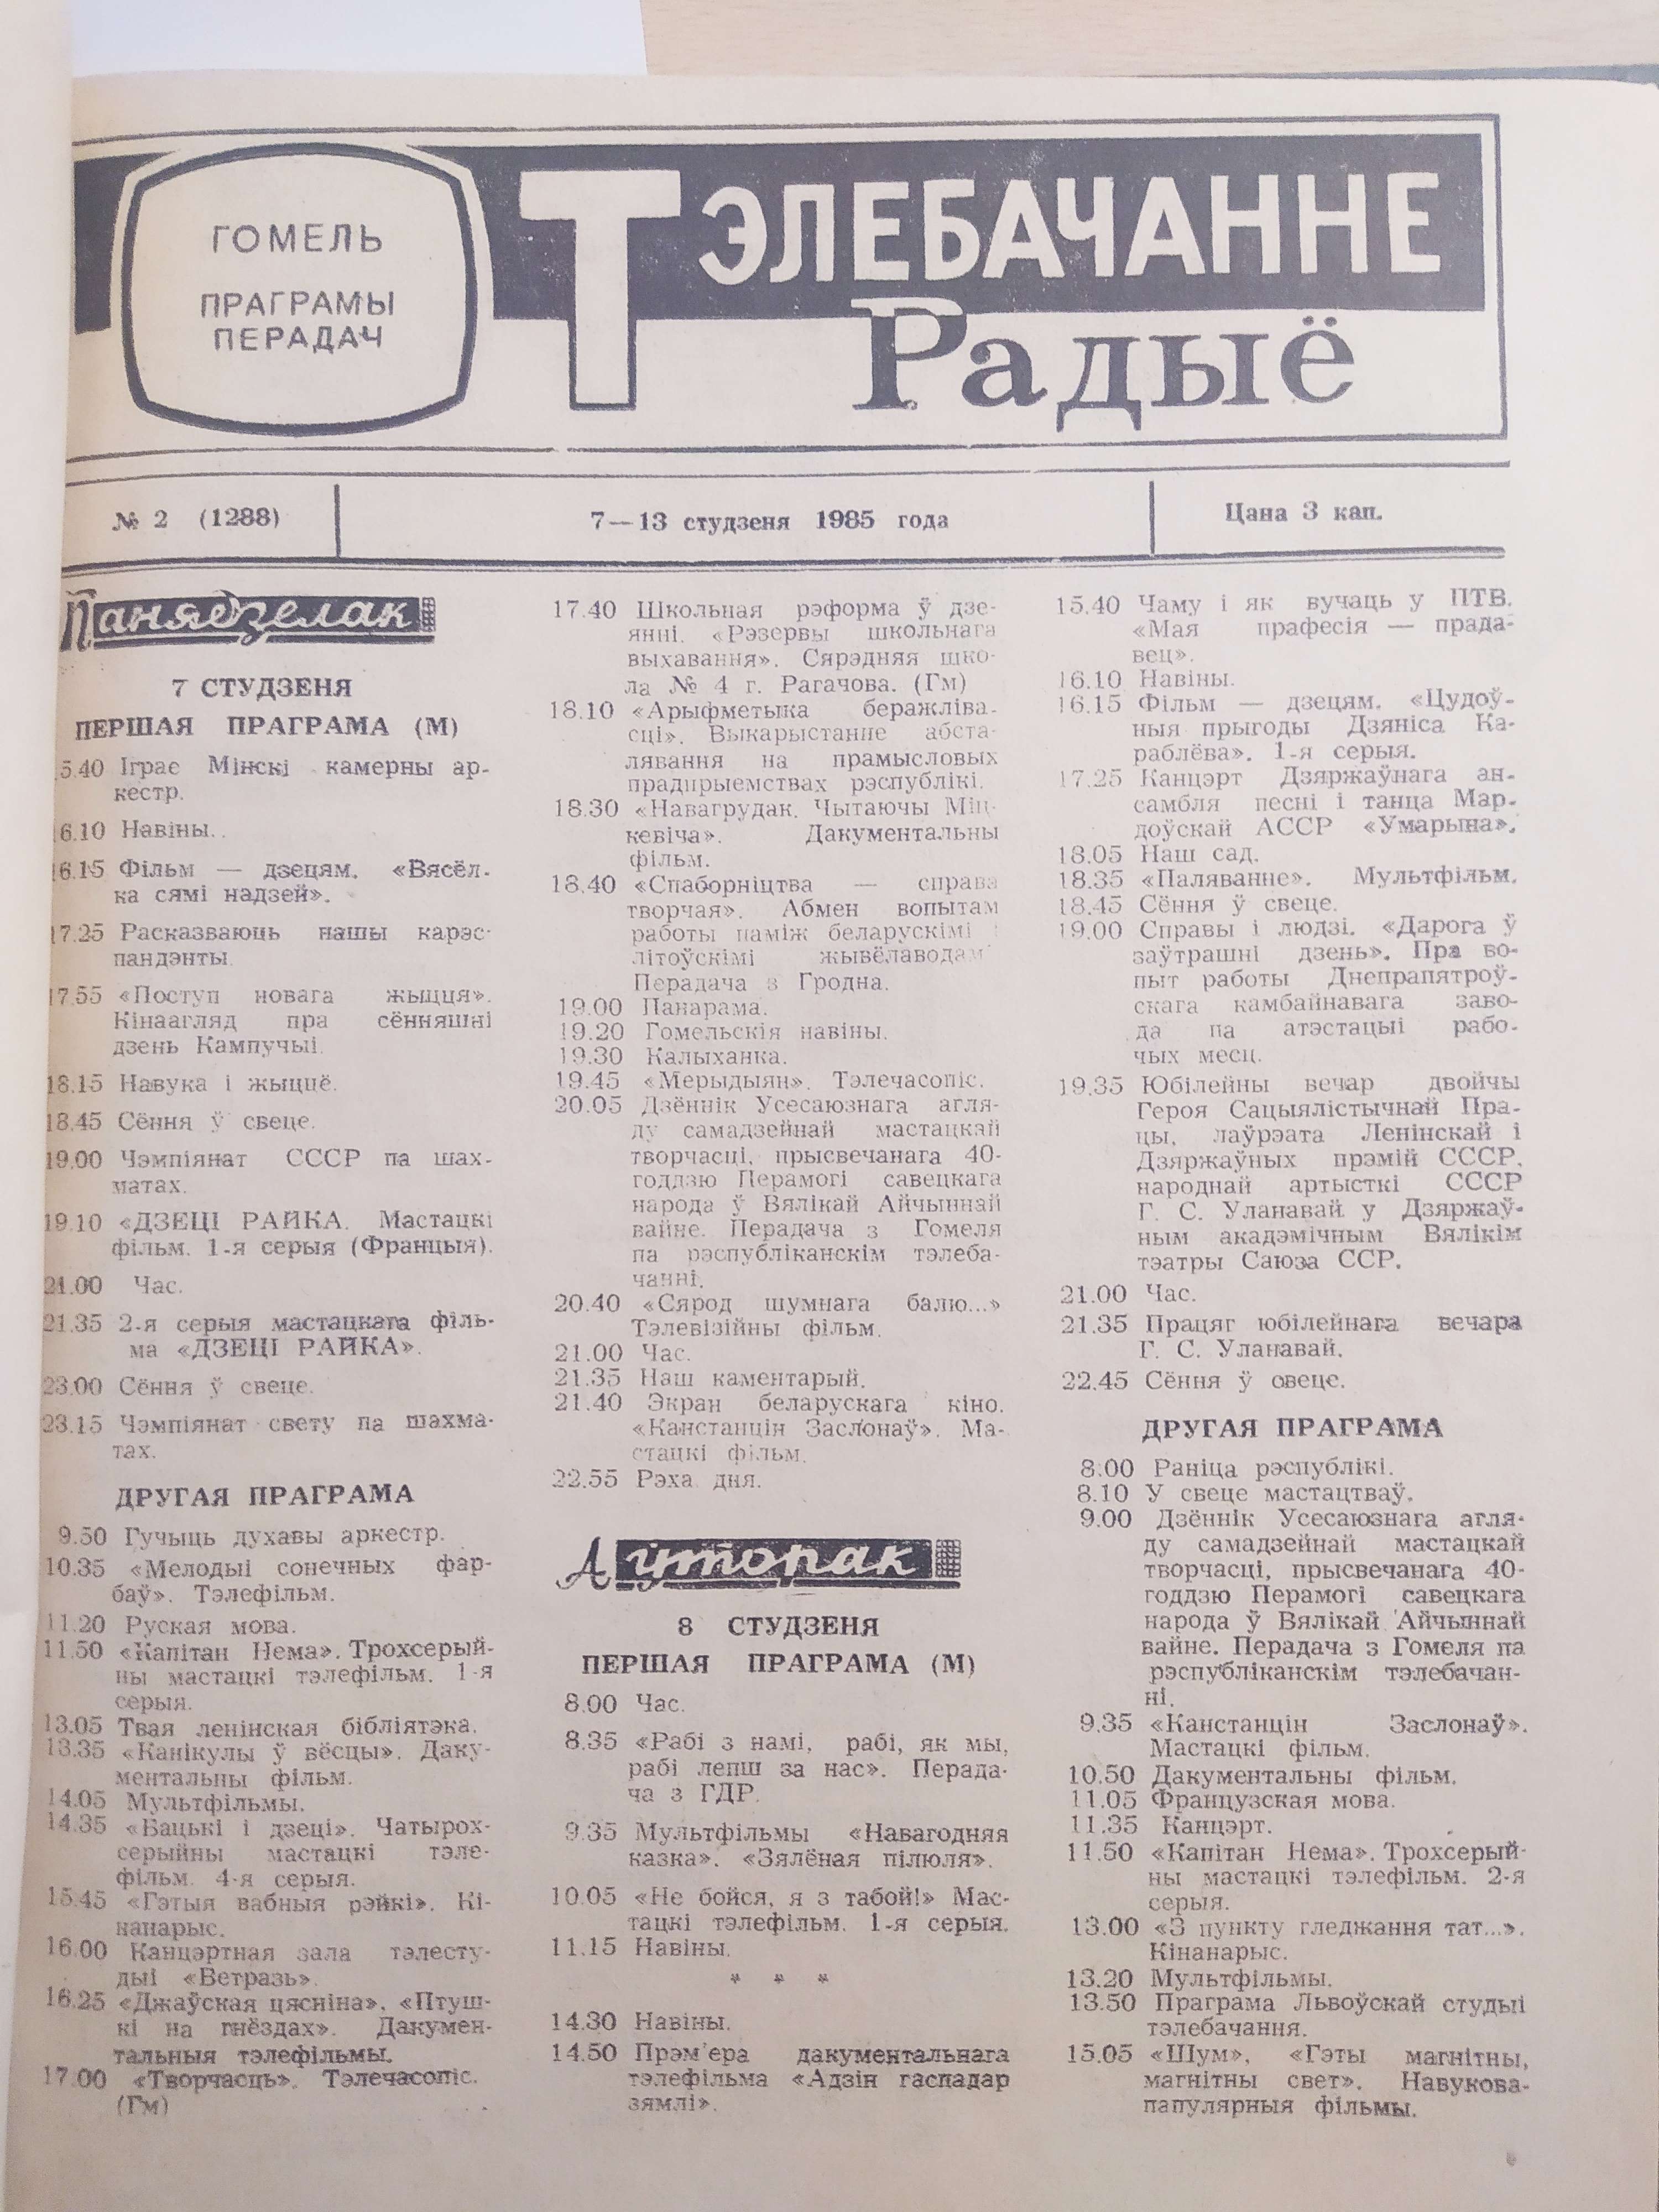 ГОМЕЛЬ
ПРАГРАМЫ
ПЕРАДАЧ
ТЭЛЕБАЧАННЕ
Радыё
№ 2 (1288)
7—13 студзеня 1985 года
Цана 3 кап.
Панядзелак
7 СТУДЗЕНЯ
ПЕРШАЯ ПРАГРАМА (М)
5.40 Іграе Мінскі камерны ар-
кестр.
6.10 Навіны.
16.15 Фільм — дзецям. «Вясёл-
ка сямі надзей».
17.25 Расказваюць нашы карэс-
пандэнты.
17.55 «Поступ новага жыцця».
Кінаагляд пра сённяшні
дзень Кампучыі.
18.15 Навука і жыццё.
18.45 Сёння ў свеце.
19.00 Чэмпіянат СССР па шах-
матах.
19.10 «ДЗЕЦІ РАЙКА. Мастацкі
фільм. 1-я серыя (Францыя).
21.00 Час.
21.35 2-я серыя мастацкага філь-
ма «ДЗЕЦІ РАЙКА».
23.00 Сёння ў свеце.
23.15 Чэмпіянат свету па шахма-
тах.
ДРУГАЯ ПРАГРАМА
9.50 Гучыць духавы аркестр.
10.35 «Мелодыі сонечных фар-
баў». Тэлефільм.
11.20 Руская мова.
11.50 «Капітан Нема». Трохсерый-
ны мастацкі тэлефільм. 1-я
серыя.
13.05 Твая ленінская бібліятэка.
13.35 «Канікулы ў вёсцы». Даку-
ментальны фільм.
14.05 Мультфільмы.
14.35 «Бацькі і дзеці». Чатырох-
серыйны мастацкі тэле-
фільм. 4-я серыя.
15.45 «Гэтыя вабныя рэйкі». Кі-
нанарыс.
16.00 Канцэртная зала тэлесту-
дыі «Ветразь».
16.25 «Джаўская цясніна». «Птуш-
кі на гнёздах». Дакумен-
тальныя тэлефільмы.
17.00 «Творчасць». Тэлечасопіс.
(Гм)
17.40 Школьная рэформа ў дзе-
янні. «Рэзервы школьнага
выхавання». Сярэдняя шко-
ла № 4 г. Рагачова. (Гм)
18.10 «Арыфметыка беражліва-
сці». Выкарыстанне абста-
лявання на прамысловых
прадпрыемствах рэспублікі.
18.30 «Навагрудак. Чытаючы Міц-
кевіча». Дакументальны
фільм.
18.40 «Спаборніцтва — справа
творчая». Абмен вопытам
работы паміж беларускімі і
літоўскімі жывёлаводамі
Перадача з Гродна.
19.00 Панарама.
19.20 Гомельскія навіны.
19.30 Калыханка.
19.45 «Мерыдыян». Тэлечасопіс.
20.05 Дзённік Усесаюзнага агля-
ду самадзейнай мастацкай
творчасці, прысвечанага 40-
годдзю Перамогі савецкага
народа ў Вялікай Айчыннай
вайне. Перадача з Гомеля
па рэспубліканскім тэлеба-
чанні.
20.40 «Сярод шумнага балю...»
Тэлевізійны фільм.
21.00 Час.
21.35 Наш каментарый.
21.40 Экран беларускага кіно.
«Канстанцін Заслонаў». Ма-
стацкі фільм.
22.55 Рэха дня.
Аўторак
8 СТУДЗЕНЯ
ПЕРШАЯ ПРАГРАМА (М)
8.00 Час.
8.35 «Рабі з намі, рабі, як мы,
рабі лепш за нас». Перада-
ча з ГДР.
9.35 Мультфільмы «Навагодняя
казка». «Зялёная пілюля».
10.05 «Не бойся, я з табой!» Мас-
тацкі тэлефільм. 1-я серыя.
11.15 Навіны.
* * *
14.30 Навіны.
14.50 Прэм'ера дакументальнага
тэлефільма «Адзін гаспадар
зямлі».
15.40 Чаму і як вучаць у ПТВ.
«Мая прафесія — прада-
вец».
16.10 Навіны.
16.15 Фільм — дзецям. «Цудоў-
ныя прыгоды Дзяніса Ка-
раблёва». 1-я серыя.
17.25 Канцэрт Дзяржаўнага ан-
самбля песні і танца Мар-
доўскай АССР «Умарына».
18.05 Наш сад.
18.35 «Паляванне». Мультфільм.
18.45 Сёння ў свеце.
19.00 Справы і людзі. «Дарога ў
заўтрашні дзень». Пра во-
пыт работы Днепрапятроў-
скага камбайнавага заво-
да па атэстацыі рабо-
чых месц.
19.35 Юбілейны вечар двойчы
Героя Сацыялістычнай Пра-
цы, лаўрэата Ленінскай і
Дзяржаўных прэмій СССР,
народнай артысткі СССР
Г. С. Уланавай у Дзяржаў-
ным акадэмічным Вялікім
тэатры Саюза ССР.
21.00 Час.
21.35 Працяг юбілейнага вечара
Г. С. Уланавай.
22.45 Сёння ў овеце.
ДРУГАЯ ПРАГРАМА
8.00 Раніца рэспублікі.
8.10 У свеце мастацтваў.
9.00 Дзённік Усесаюзнага агля-
ду самадзейнай мастацкай
творчасці, прысвечанага 40-
годдзю Перамогі савецкага
народа ў Вялікай Айчыннай
вайне. Перадача з Гомеля па
рэспубліканскім тэлебачан-
ні.
9.35 «Канстанцін Заслонаў».
Мастацкі фільм.
10.50 Дакументальны фільм.
11.05 Французская мова.
11.35 Канцэрт.
11.50 «Капітан Нема». Трохсерый-
ны мастацкі тэлефільм. 2-я
серыя.
13.00 «З пункту гледжання тат...».
Кінанарыс.
13.20 Мультфільмы.
13.50 Праграма Львоўскай студыі
тэлебачання.
15.05 «Шум», «Гэты магнітны,
магнітны свет». Навукова-
папулярныя фільмы.